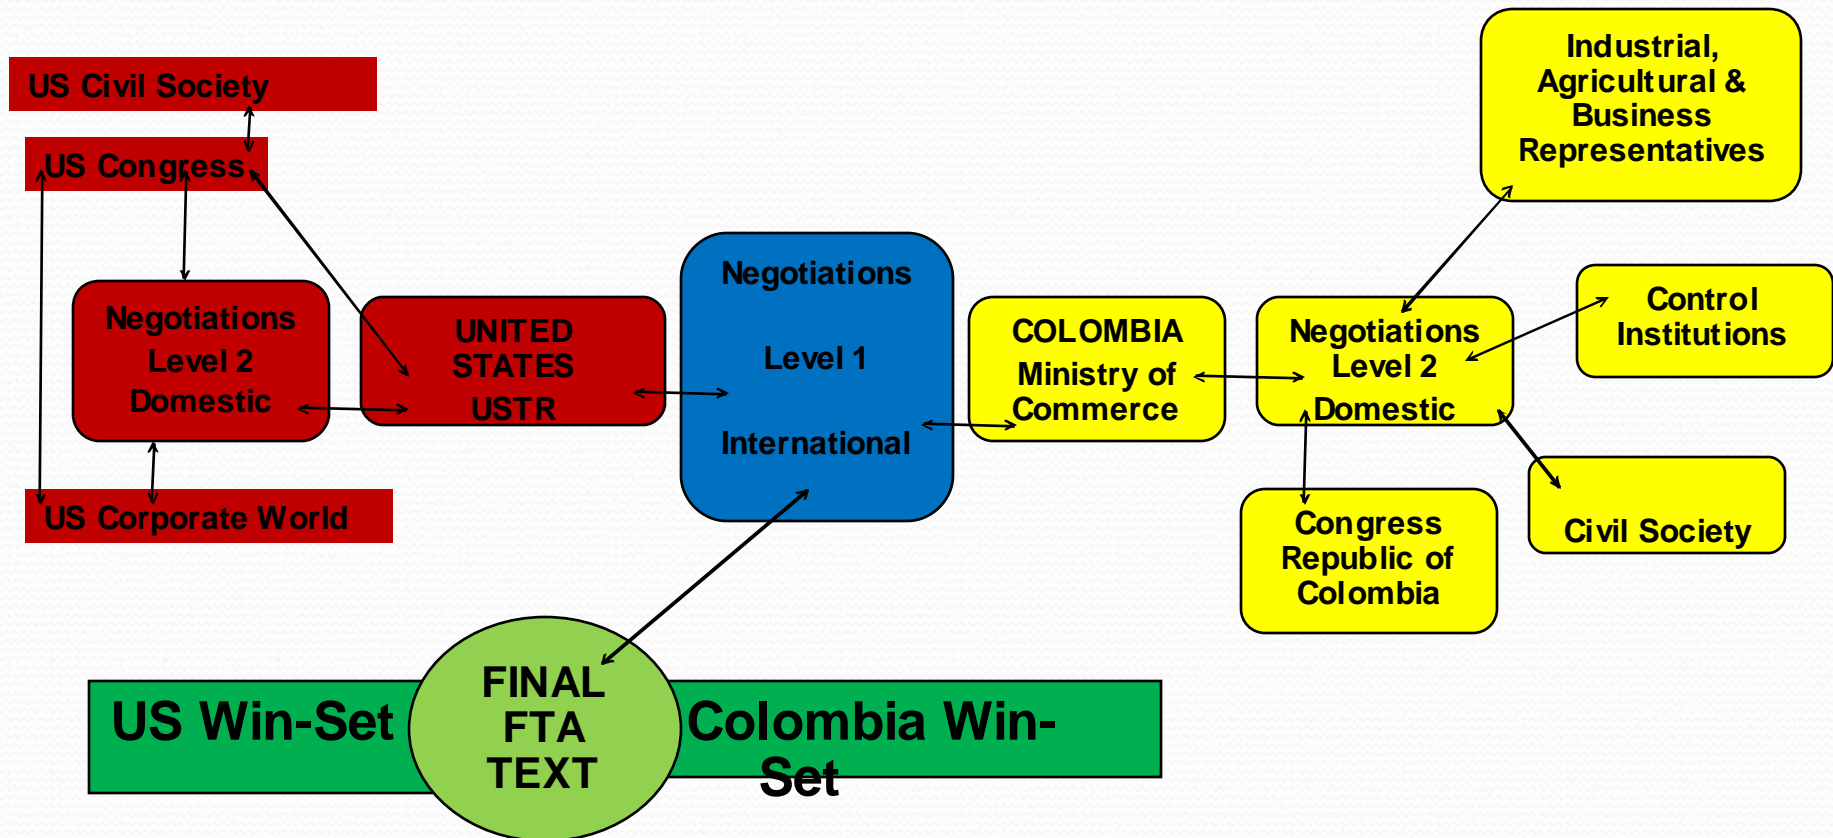 US Civil Society
US Congress
Negotiations
Level 2
Domestic
US Corporate World
UNITED
STATES
USTR
Negotiations
Level 1
International
COLOMBIA
Ministry of
Commerce
Negotiations
Level 2
Domestic
Industrial,
Agricultural &
Business
Representatives
Control
Institutions
Civil Society
Congress
Republic of
Colombia
US Win-Set
FINAL
FTA
TEXT
Colombia Win-
Set